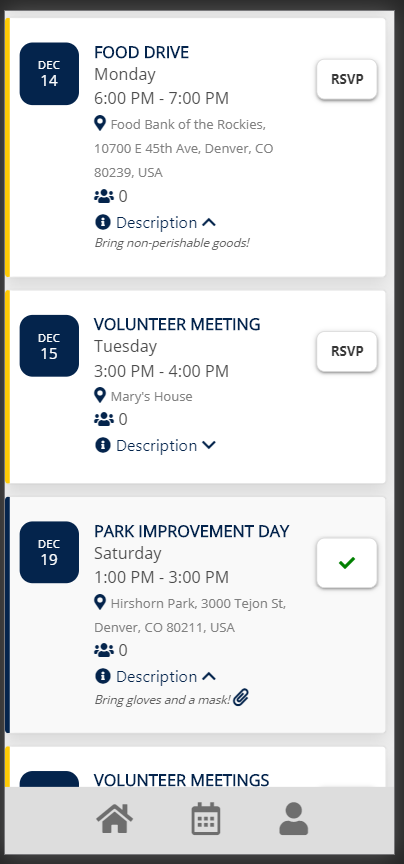 DEC
14
FOOD DRIVE
Monday
6:00 PM - 7:00 PM
Food Bank of the Rockies,
10700 E 45th Ave, Denver, CO
80239, USA
0
Description
Bring non-perishable goods!
RSVP
DEC
15
VOLUNTEER MEETING
Tuesday
3:00 PM - 4:00 PM
Mary's House
0
Description
RSVP
DEC
19
PARK IMPROVEMENT DAY
Saturday
1:00 PM - 3:00 PM
Hirshorn Park, 3000 Tejon St,
Denver, CO 80211, USA
0
Description
Bring gloves and a mask!
VOLUNTEER MEETINGS